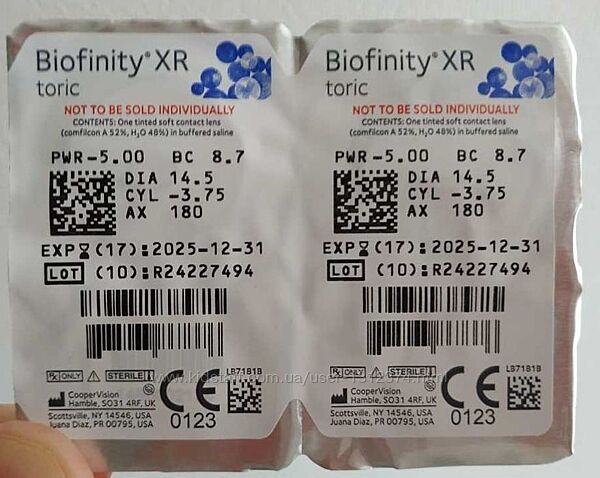 Biofinity® XR
toric
NOT TO BE SOLD INDIVIDUALLY
CONTENTS: One tinted soft contact lens
(comfilcon A 52%, H₂O 48%) in buffered saline
PWR -5.00 BC 8.7
DIA 14.5
CYL -3.75
AX 180
EXP (17):2025-12-31
LOT (10):R24227494
Rx ONLY
STERILE
LB71B1B
CooperVision
Hamble, SO31 4RF, UK
Scottsville, NY 14546, USA
Juana Diaz, PR 00795, USA
CE
0123
Biofinity® XR
toric
NOT TO BE SOLD INDIVIDUALLY
CONTENTS: One tinted soft contact lens
(comfilcon A 52%, H₂O 48%) in buffered saline
PWR -5.00 BC 8.7
DIA 14.5
CYL -3.75
AX 180
EXP (17):2025-12-31
LOT (10):R24227494
Rx ONLY
STERILE
LB71B1B
CooperVision
Hamble, SO31 4RF, UK
Scottsville, NY 14546, USA
Juana Diaz, PR 00795, USA
CE
0123